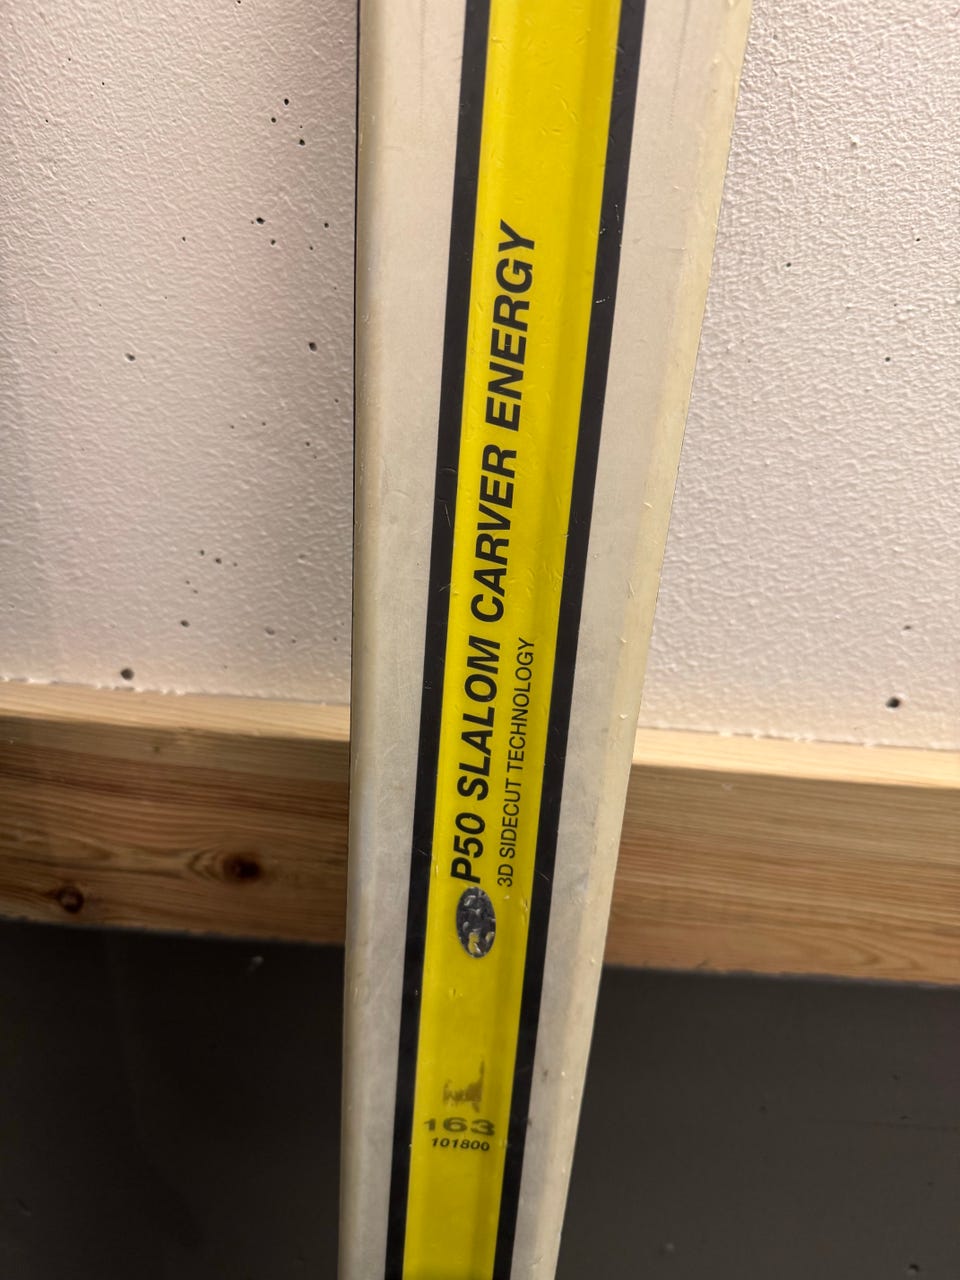 P50 SLALOM CARVER ENERGY
3D SIDECUT TECHNOLOGY
163
101800